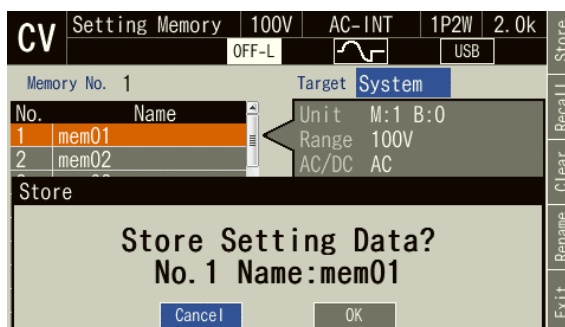 CV Setting Memory 100V AC-INT 1P2W 2.0k
OFF-L USB
Memory No. 1 Target System
No. Name
1 mem01
2 mem02
Unit M:1 B:0
Range 100V
AC/DC AC
Store
Store Setting Data?
No.1 Name:mem01
Cancel OK
Store
Recall
Clear
Rename
Exit